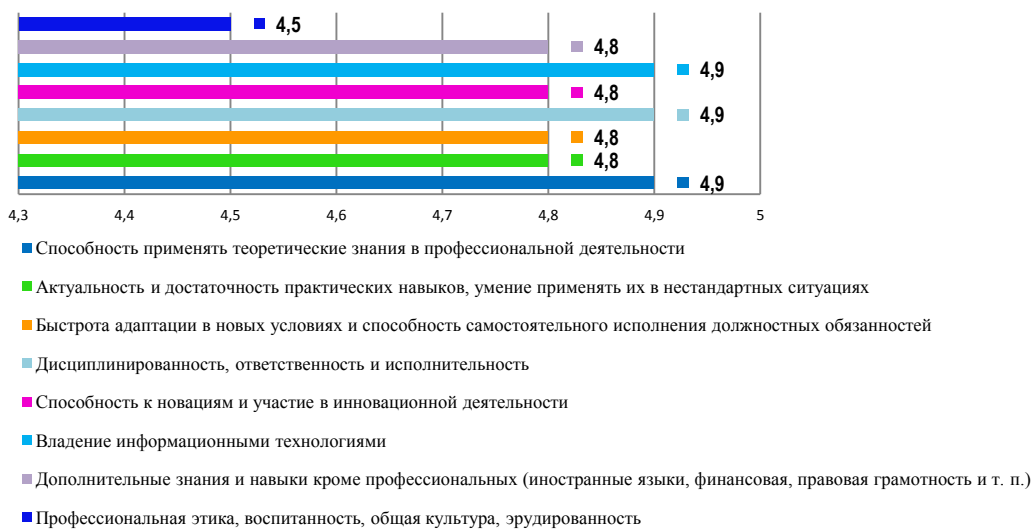 4,5
4,8
4,9
4,8
4,9
4,8
4,8
4,9
4,3 4,4 4,5 4,6 4,7 4,8 4,9 5
Способность применять теоретические знания в профессиональной деятельности
Актуальность и достаточность практических навыков, умение применять их в нестандартных ситуациях
Быстрота адаптации в новых условиях и способность самостоятельного исполнения должностных обязанностей
Дисциплинированность, ответственность и исполнительность
Способность к новациям и участие в инновационной деятельности
Владение информационными технологиями
Дополнительные знания и навыки кроме профессиональных (иностранные языки, финансовая, правовая грамотность и т. п.)
Профессиональная этика, воспитанность, общая культура, эрудированность